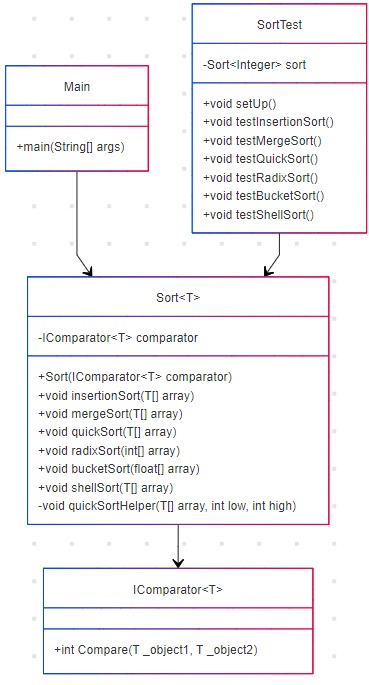 SortTest
-Sort<Integer> sort
+void setUp()
+void testInsertionSort()
+void testMergeSort()
+void testQuickSort()
+void testRadixSort()
+void testBucketSort()
+void testShellSort()
Main
+main(String[] args)
Sort<T>
-IComparator<T> comparator
+Sort(IComparator<T> comparator)
+void insertionSort(T[] array)
+void mergeSort(T[] array)
+void quickSort(T[] array)
+void radixSort(int[] array)
+void bucketSort(float[] array)
+void shellSort(T[] array)
-void quickSortHelper(T[] array, int low, int high)
IComparator<T>
+int Compare(T _object1, T _object2)